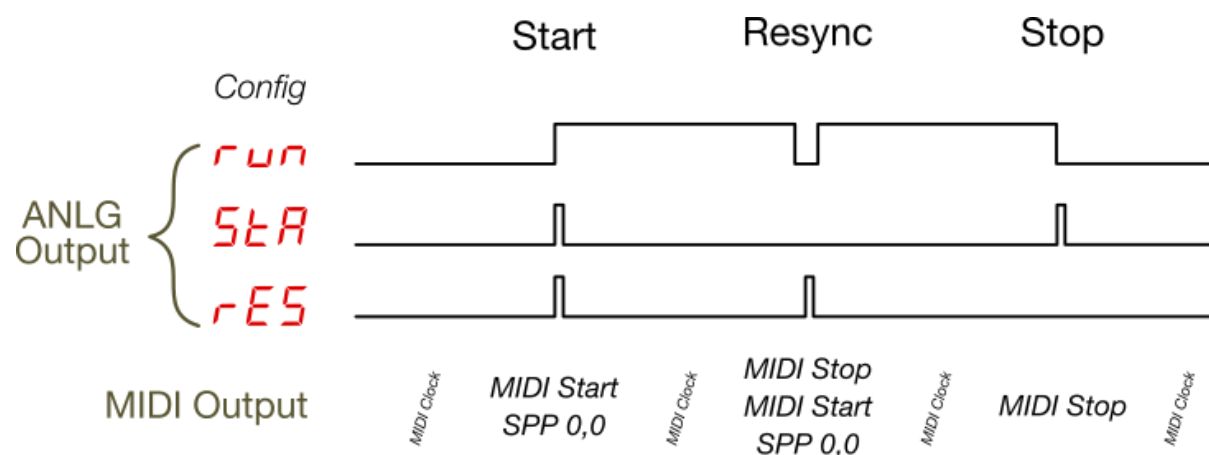 Start Resync Stop
Config
run
StA
rES
ANLG
Output
MIDI Output
MIDI Clock
MIDI Start
SPP 0,0
MIDI Clock
MIDI Stop
MIDI Start
SPP 0,0
MIDI Clock
MIDI Stop
MIDI Clock